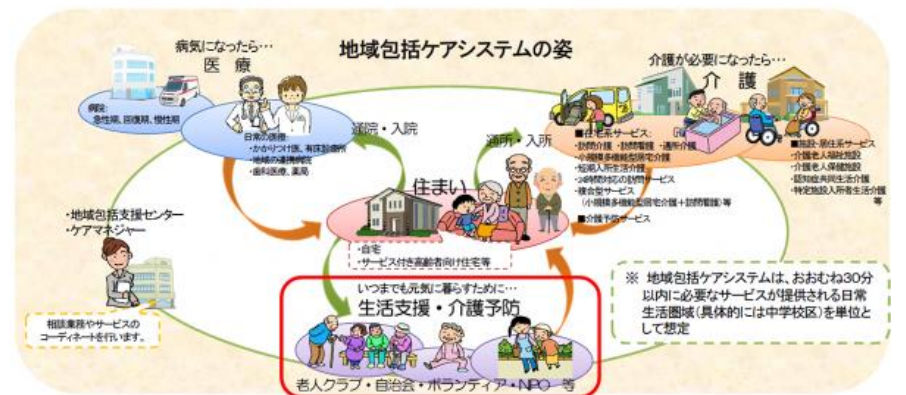 地域包括ケアシステムの姿
病気になったら…
医 療
病院:
急性期、回復期、慢性期
日常の医療:
・かかりつけ医、有床診療所
・地域の連携病院
・歯科医療、薬局
通院・入院
通所・入所
介護が必要になったら…
介 護
■在宅系サービス:
・訪問介護 ・訪問看護 ・通所介護
・小規模多機能型居宅介護
・短期入所生活介護
・24時間対応の訪問サービス
・複合型サービス
(小規模多機能型居宅介護+訪問看護)等
■介護予防サービス
■施設・居住系サービス
・介護老人福祉施設
・介護老人保健施設
・認知症共同生活介護
・特定施設入所者生活介護
等
住まい
・自宅
・サービス付き高齢者向け住宅等
・地域包括支援センター
・ケアマネジャー
相談業務やサービスの
コーディネートを行います。
いつまでも元気に暮らすために…
生活支援・介護予防
老人クラブ・自治会・ボランティア・NPO 等
※ 地域包括ケアシステムは、おおむね30分
以内に必要なサービスが提供される日常
生活圏域(具体的には中学校区)を単位と
して想定